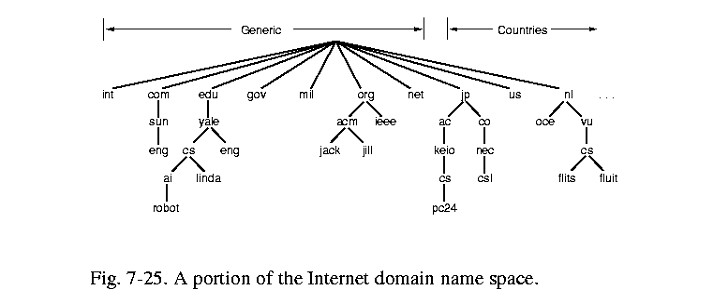 Generic Countries
int com edu gov mil org net jp us nl ...
sun yale acm ieee ac co oce vu
eng cs eng jack jill keio nec cs
ai linda cs csl flits fluit
robot pc24
Fig. 7-25. A portion of the Internet domain name space.